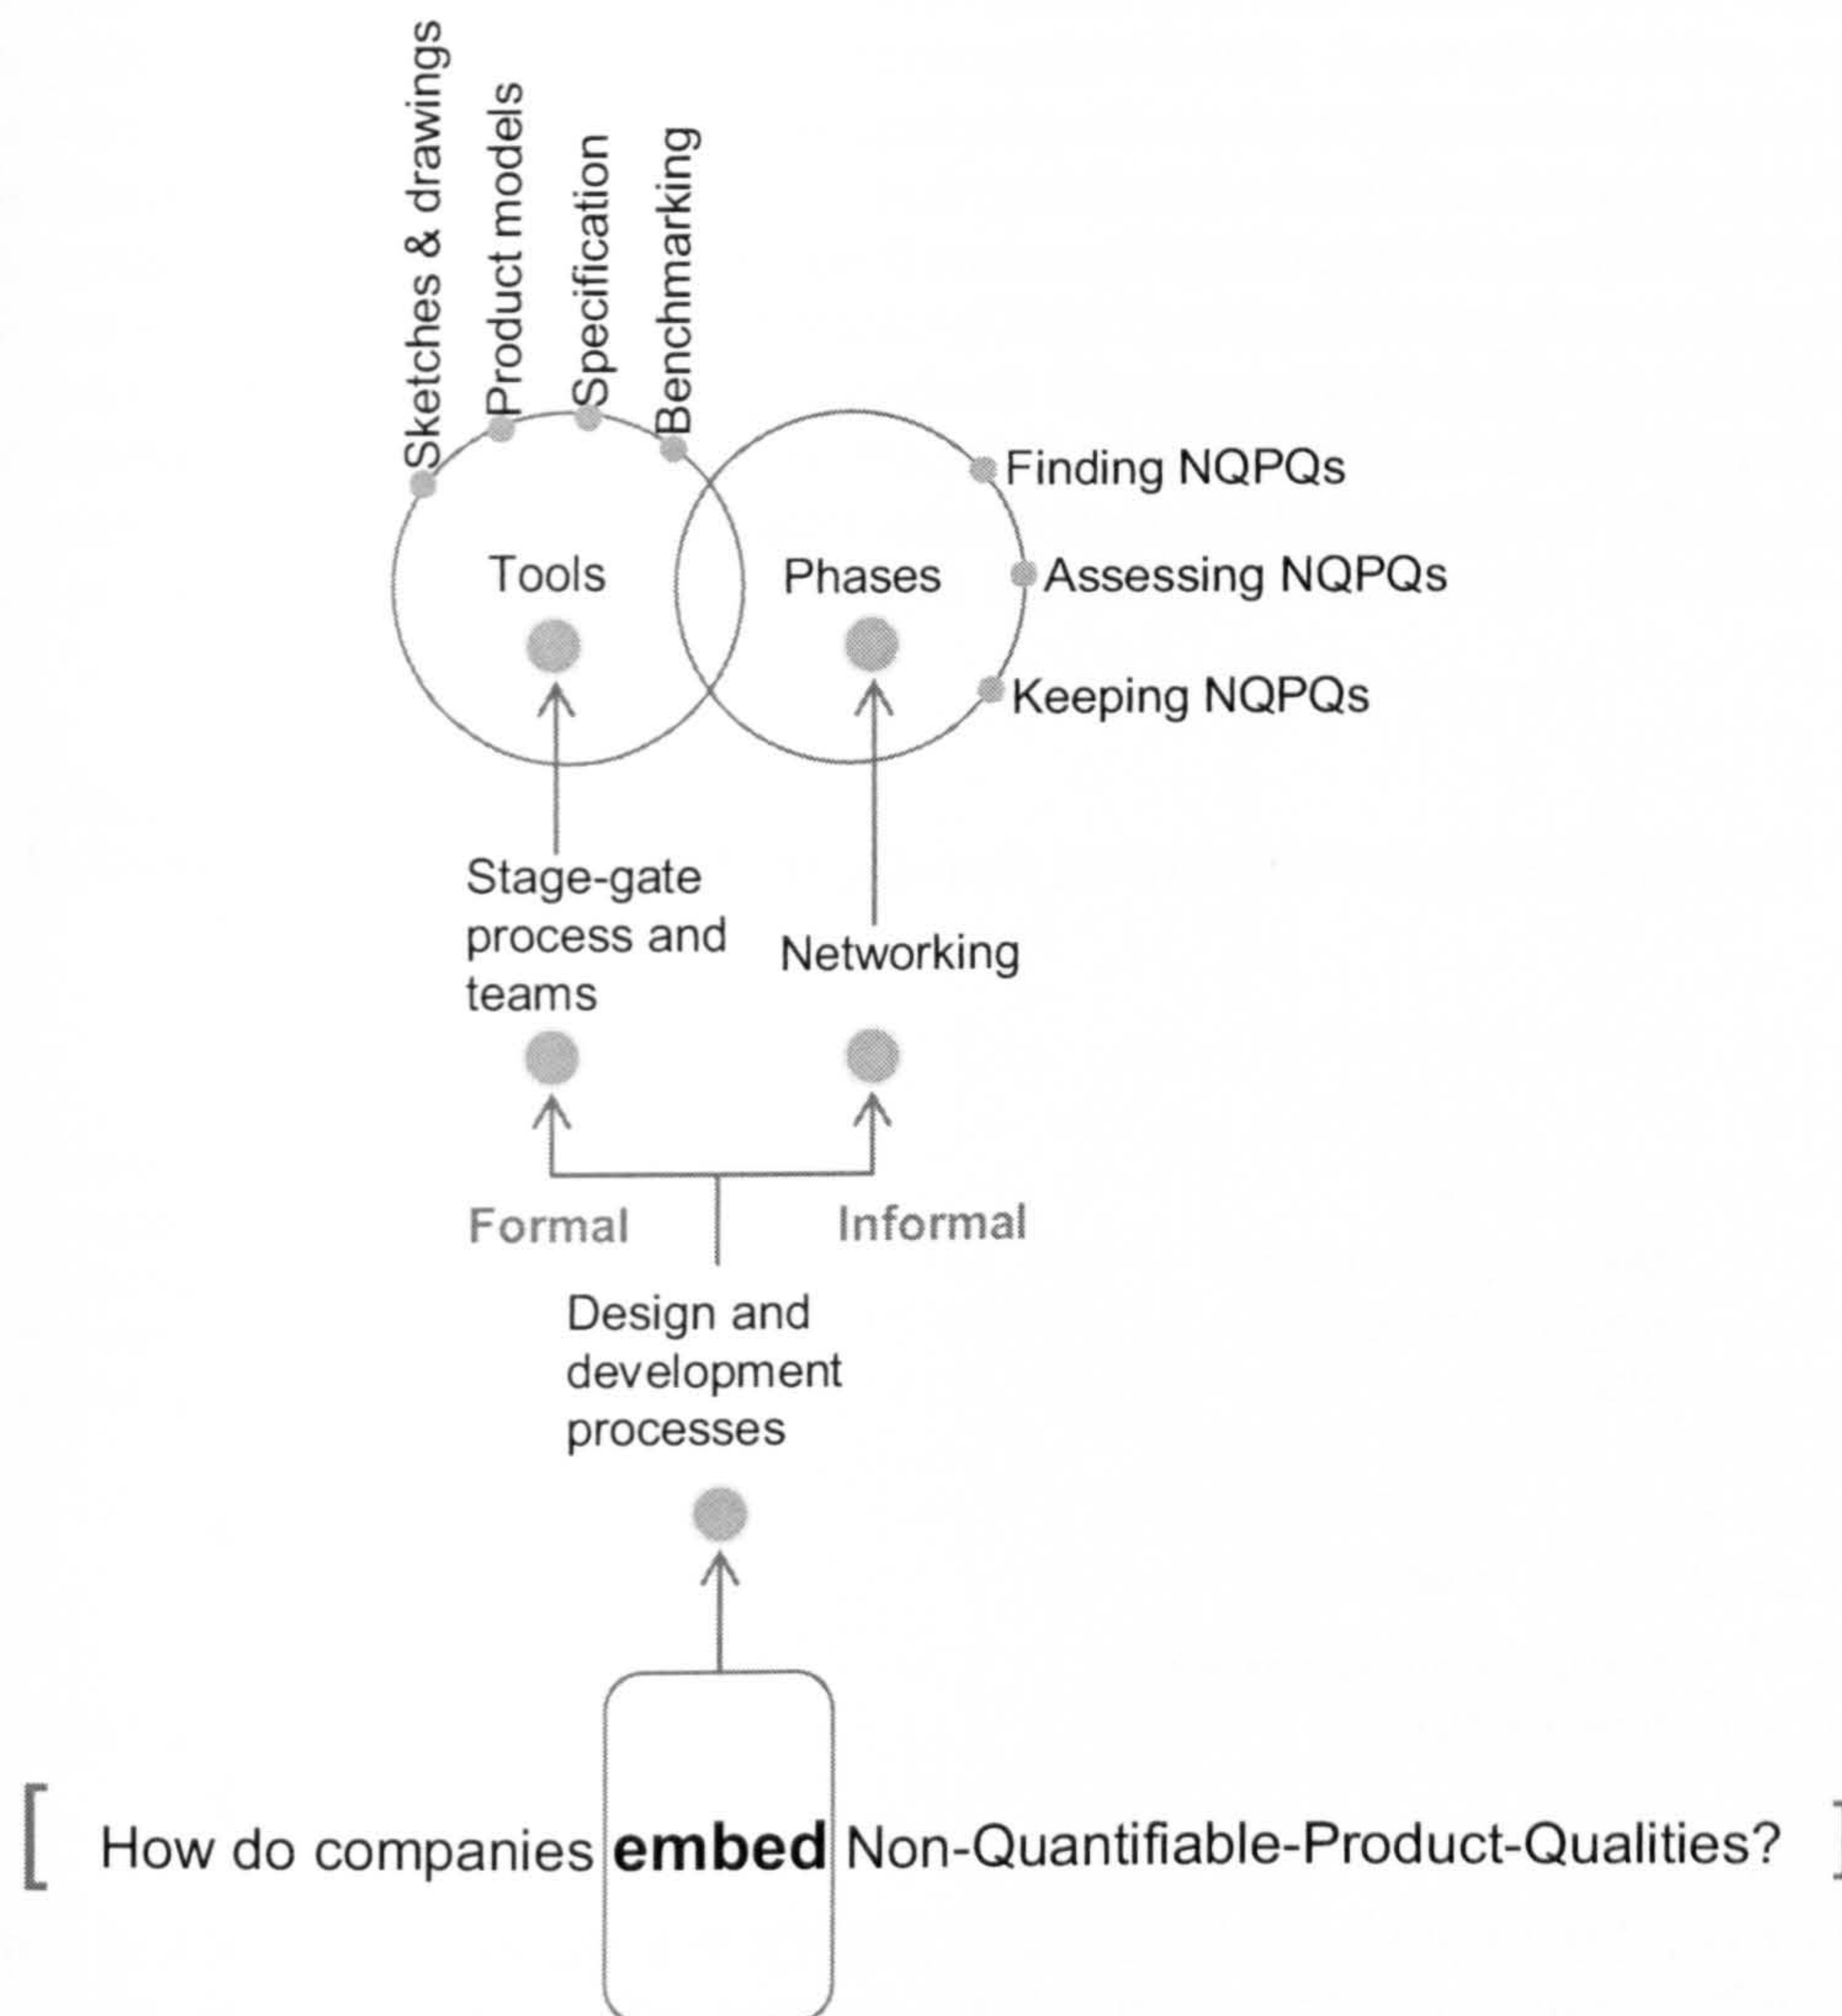 Sketches & drawings
Product models
Specification
Benchmarking
Finding NQPQs
Tools
Phases
Assessing NQPQs
Keeping NQPQs
Stage-gate
process and
teams
Networking
Formal
Informal
Design and
development
processes
[ How do companies embed Non-Quantifiable-Product-Qualities? ]